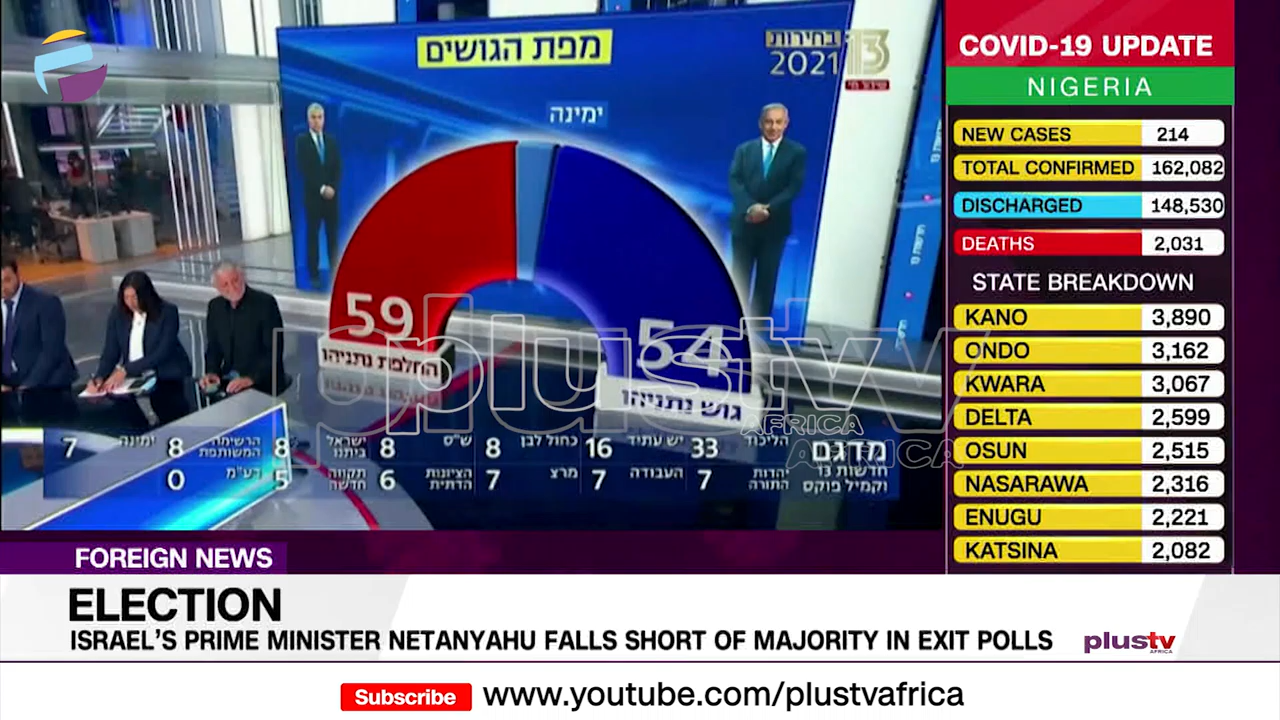 מפת הגושים
בחירות
2021
13
שידור חי
ימינה
59
החלפת נתניהו
54
גוש נתניהו
מדגם
חדשות 13
וקמיל פוקס
הליכוד 33 יש עתיד 16 כחול לבן 8 ש"ס 8 ישראל ביתנו 8 הרשימה המשותפת 8 ימינה 7
יהדות התורה 7 העבודה 7 מרצ 7 הציונות הדתית 6 תקווה חדשה 5 רע"מ 0
plustv
AFRICA
COVID-19 UPDATE
NIGERIA
NEW CASES 214
TOTAL CONFIRMED 162,082
DISCHARGED 148,530
DEATHS 2,031
STATE BREAKDOWN
KANO 3,890
ONDO 3,162
KWARA 3,067
DELTA 2,599
OSUN 2,515
NASARAWA 2,316
ENUGU 2,221
KATSINA 2,082
FOREIGN NEWS
ELECTION
ISRAEL'S PRIME MINISTER NETANYAHU FALLS SHORT OF MAJORITY IN EXIT POLLS
plustv
AFRICA
Subscribe www.youtube.com/plustvafrica